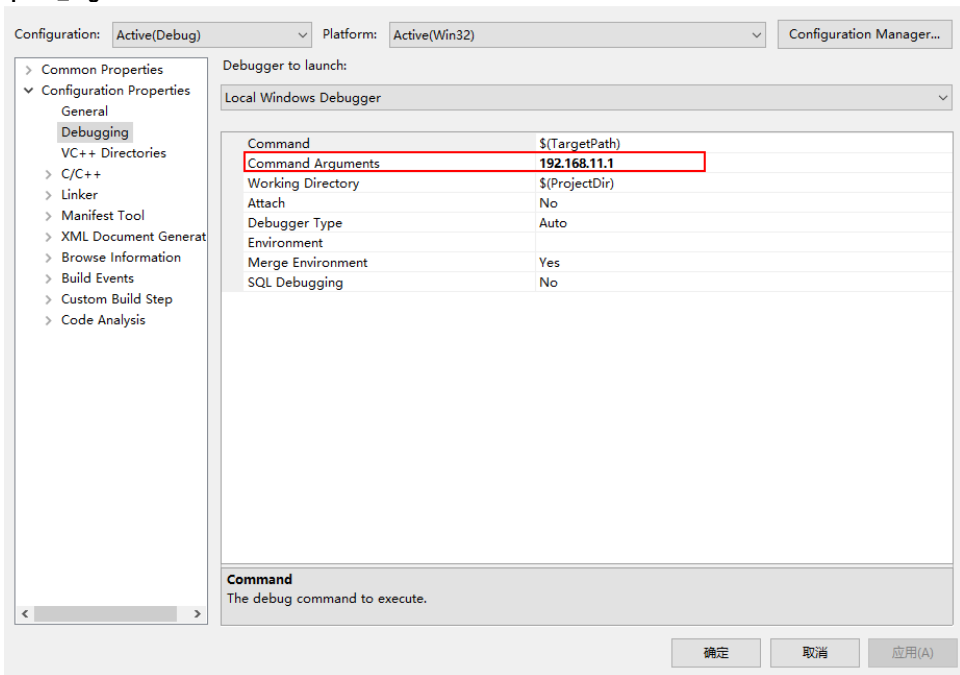 Configuration: Active(Debug) Platform: Active(Win32) Configuration Manager...
Common Properties
Configuration Properties
General
Debugging
VC++ Directories
C/C++
Linker
Manifest Tool
XML Document Generat
Browse Information
Build Events
Custom Build Step
Code Analysis
Debugger to launch:
Local Windows Debugger
Command $(TargetPath)
Command Arguments 192.168.11.1
Working Directory $(ProjectDir)
Attach No
Debugger Type Auto
Environment
Merge Environment Yes
SQL Debugging No
Command
The debug command to execute.
确定 取消 应用(A)